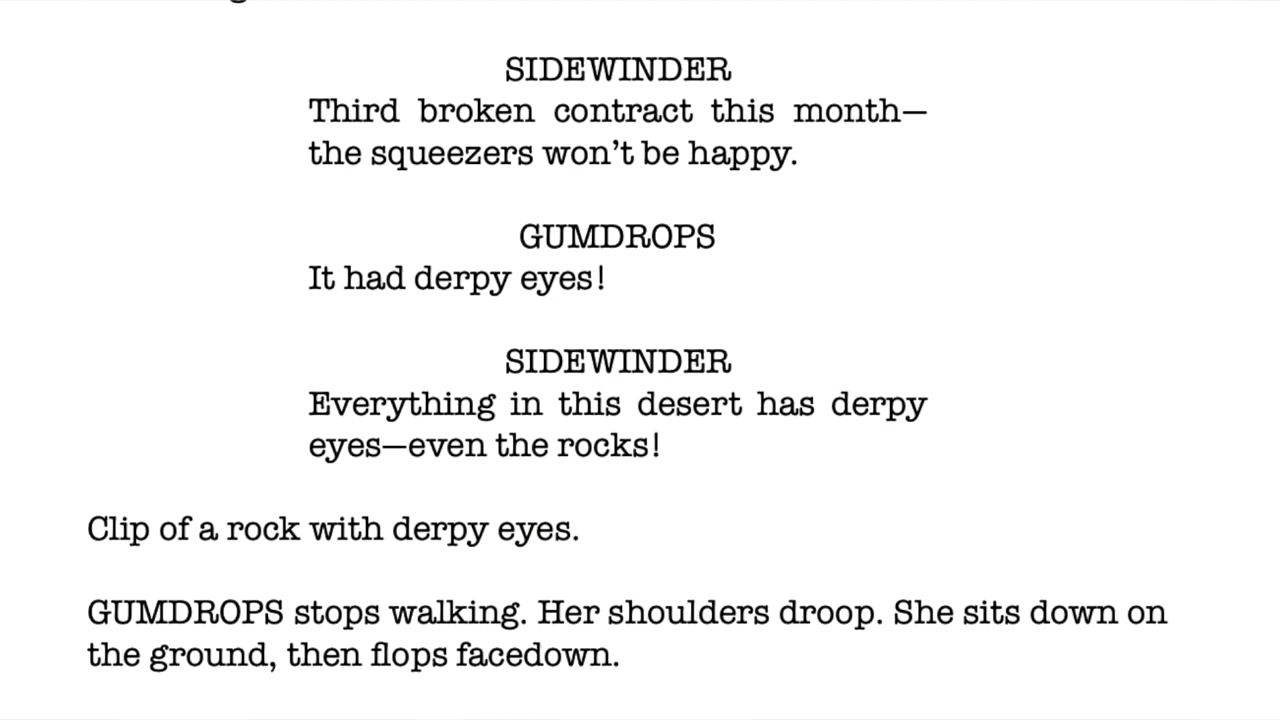 SIDEWINDER
Third broken contract this month—
the squeezers won’t be happy.
GUMDROPS
It had derpy eyes!
SIDEWINDER
Everything in this desert has derpy
eyes—even the rocks!
Clip of a rock with derpy eyes.
GUMDROPS stops walking. Her shoulders droop. She sits down on
the ground, then flops facedown.